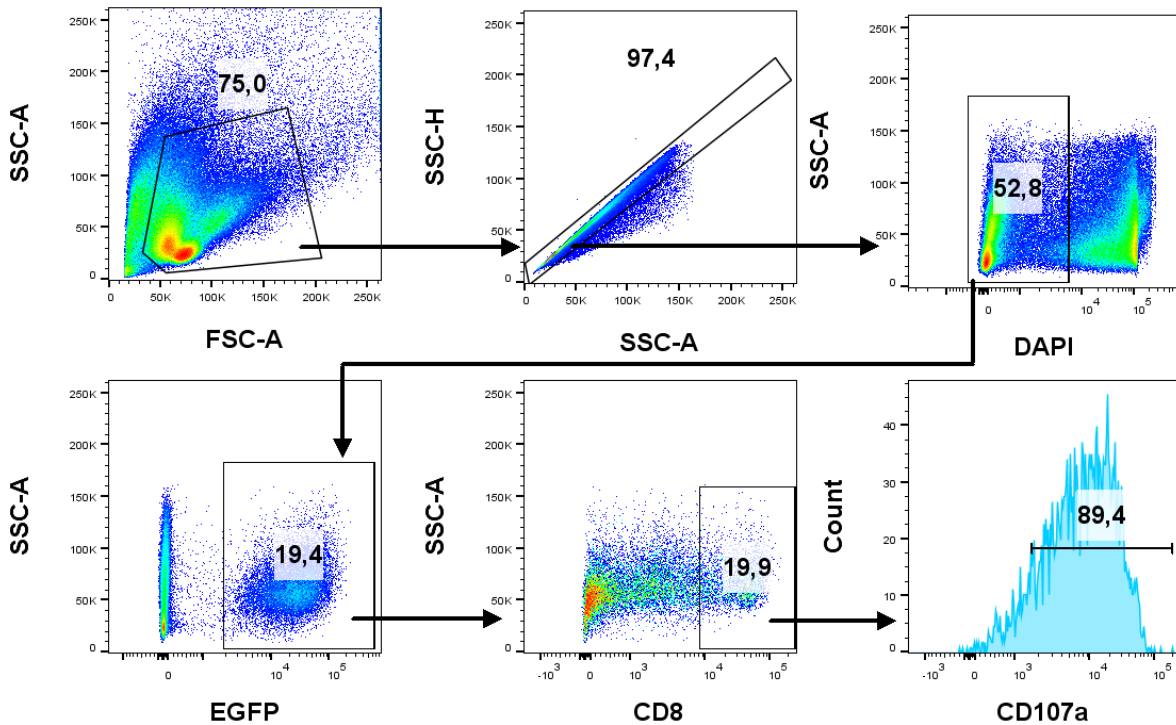 250K
200K
150K
100K
50K
0
SSC-A
75,0
0 50K 100K 150K 200K 250K
FSC-A
250K
200K
150K
100K
50K
0
SSC-H
97,4
0 50K 100K 150K 200K 250K
SSC-A
250K
200K
150K
100K
50K
0
SSC-A
52,8
0 10^4 10^5
DAPI
250K
200K
150K
100K
50K
0
SSC-A
19,4
0 10^4 10^5
EGFP
250K
200K
150K
100K
50K
0
SSC-A
19,9
-10^3 0 10^3 10^4 10^5
CD8
40
30
20
10
0
Count
89,4
-10^3 0 10^3 10^4 10^5
CD107a